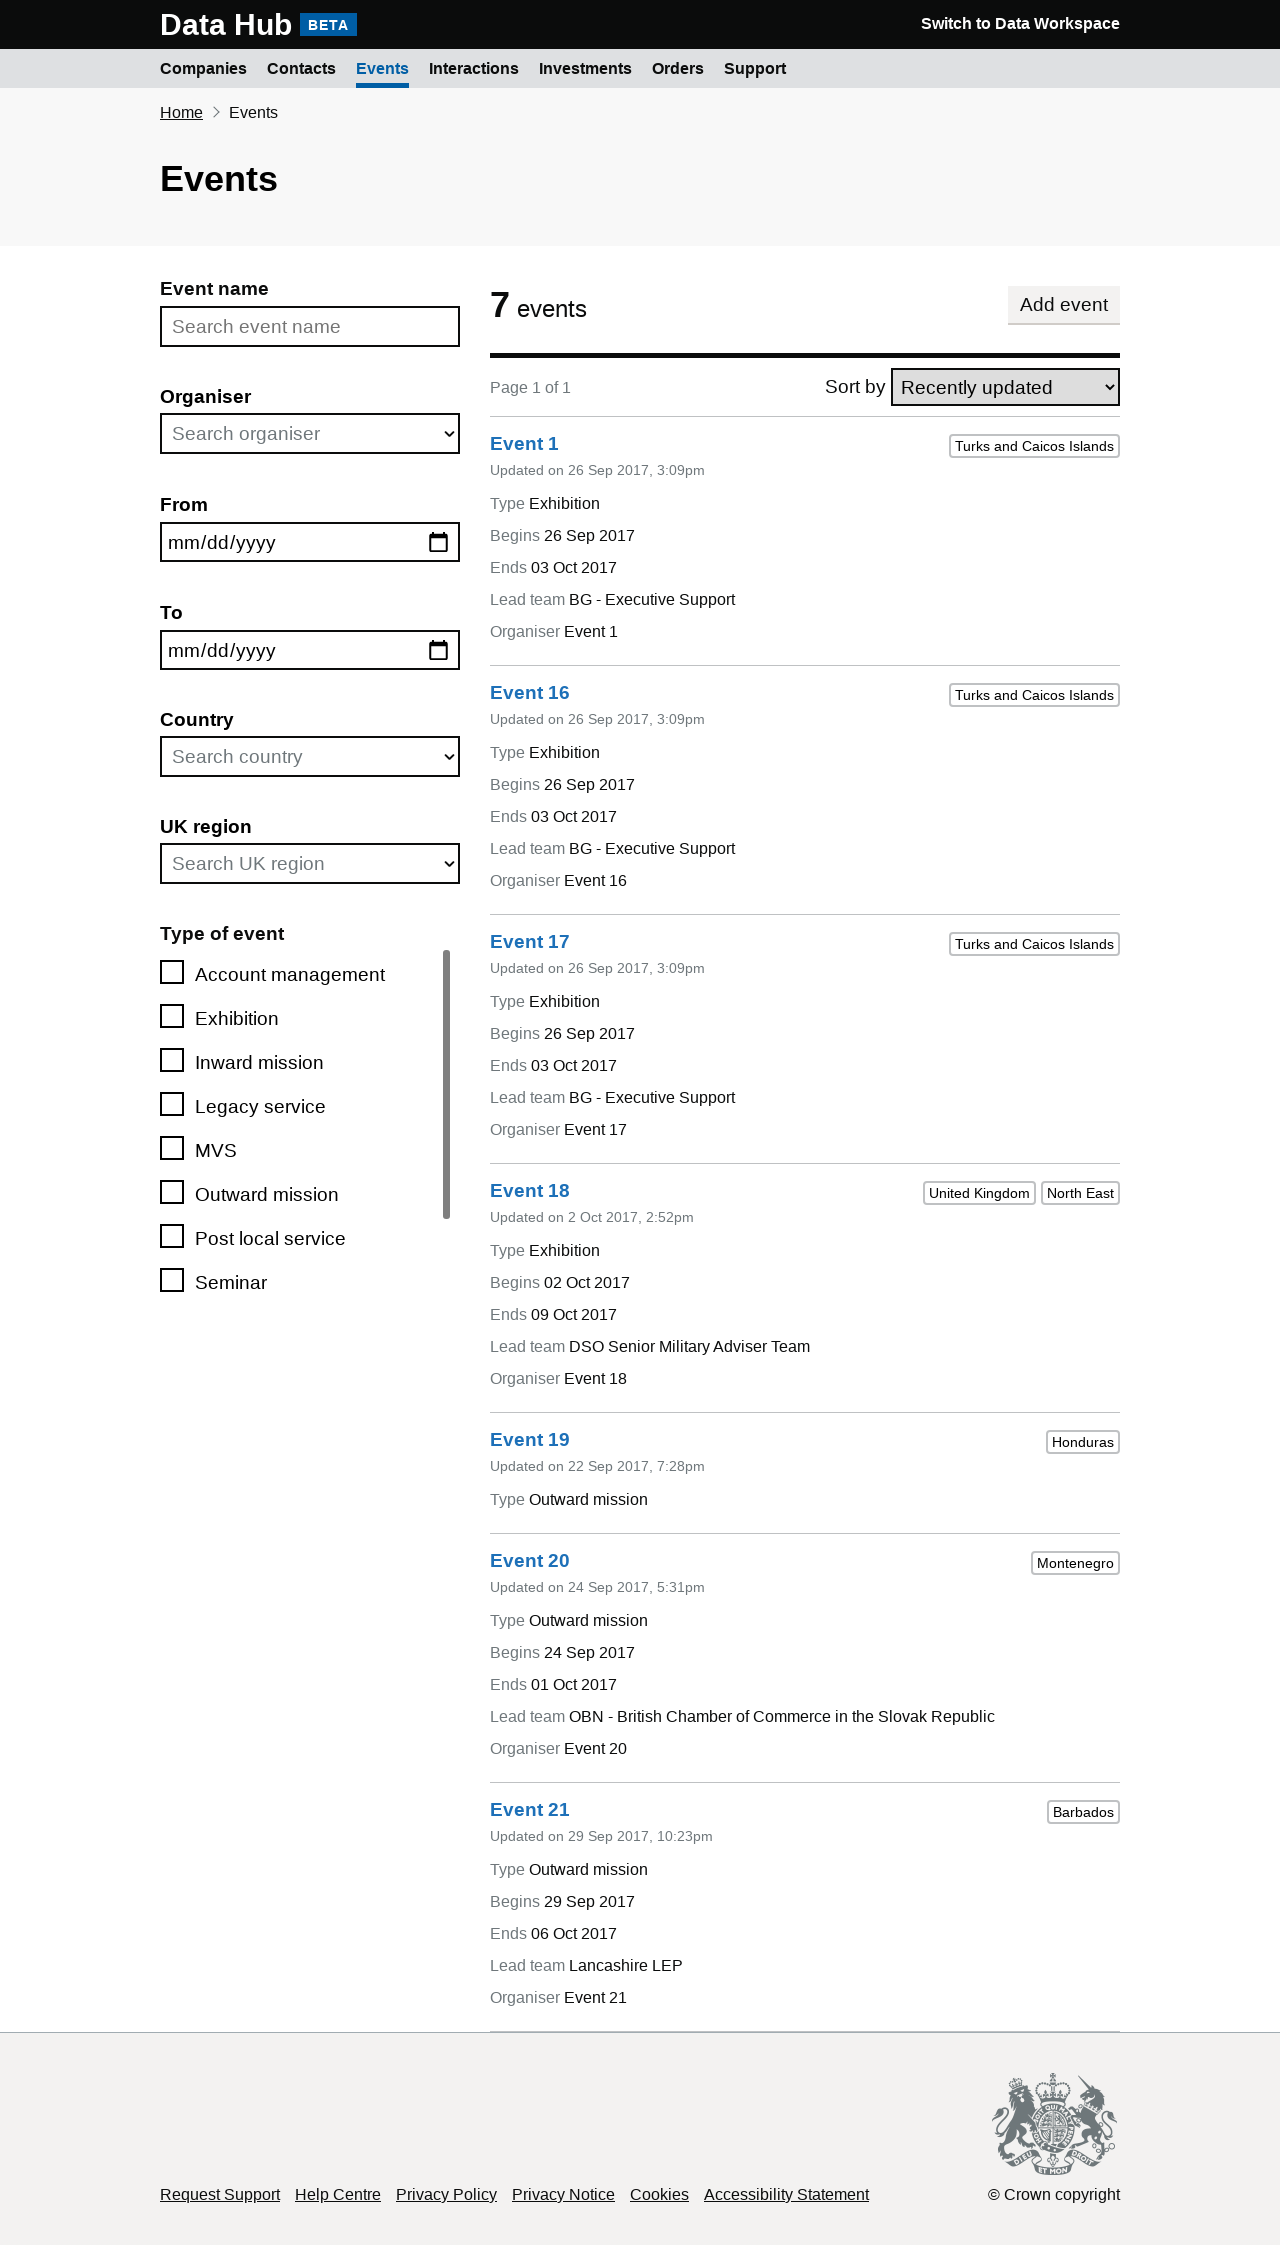 Data Hub BETA
Switch to Data Workspace
Companies Contacts Events Interactions Investments Orders Support
Home Events
Events
Event name
Search event name
Organiser
Search organiser
From
mm/dd/yyyy
To
mm/dd/yyyy
Country
Search country
UK region
Search UK region
Type of event
Account management
Exhibition
Inward mission
Legacy service
MVS
Outward mission
Post local service
Seminar
7 events
Add event
Page 1 of 1
Sort by Recently updated
Event 1
Turks and Caicos Islands
Updated on 26 Sep 2017, 3:09pm
Type Exhibition
Begins 26 Sep 2017
Ends 03 Oct 2017
Lead team BG - Executive Support
Organiser Event 1
Event 16
Turks and Caicos Islands
Updated on 26 Sep 2017, 3:09pm
Type Exhibition
Begins 26 Sep 2017
Ends 03 Oct 2017
Lead team BG - Executive Support
Organiser Event 16
Event 17
Turks and Caicos Islands
Updated on 26 Sep 2017, 3:09pm
Type Exhibition
Begins 26 Sep 2017
Ends 03 Oct 2017
Lead team BG - Executive Support
Organiser Event 17
Event 18
United Kingdom North East
Updated on 2 Oct 2017, 2:52pm
Type Exhibition
Begins 02 Oct 2017
Ends 09 Oct 2017
Lead team DSO Senior Military Adviser Team
Organiser Event 18
Event 19
Honduras
Updated on 22 Sep 2017, 7:28pm
Type Outward mission
Event 20
Montenegro
Updated on 24 Sep 2017, 5:31pm
Type Outward mission
Begins 24 Sep 2017
Ends 01 Oct 2017
Lead team OBN - British Chamber of Commerce in the Slovak Republic
Organiser Event 20
Event 21
Barbados
Updated on 29 Sep 2017, 10:23pm
Type Outward mission
Begins 29 Sep 2017
Ends 06 Oct 2017
Lead team Lancashire LEP
Organiser Event 21
Request Support Help Centre Privacy Policy Privacy Notice Cookies Accessibility Statement
© Crown copyright